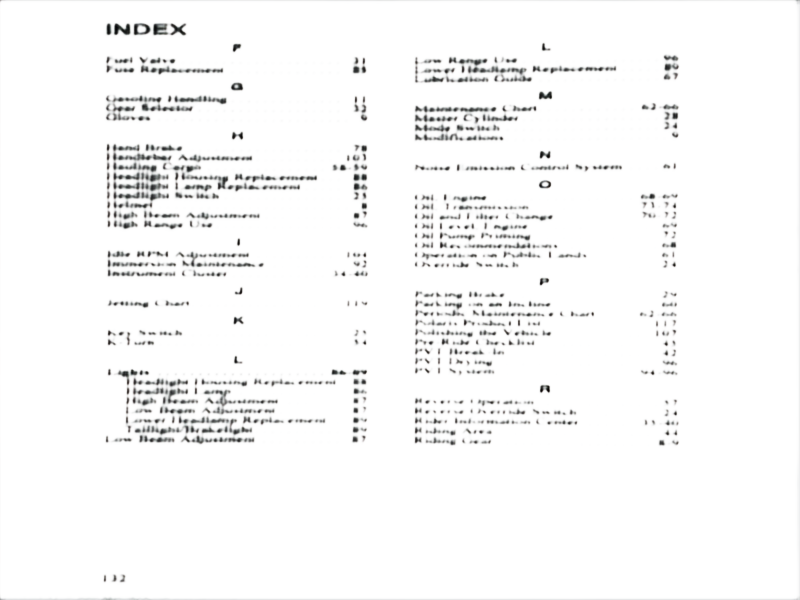 INDEX
F
Fuel Valve 31
Fuse Replacement 85
G
Gasoline Handling 11
Gear Selector 32
Gloves 9
H
Hand Brake 78
Handlebar Adjustment 103
Hauling Cargo 58-59
Headlight Housing Replacement 88
Headlight Lamp Replacement 86
Headlight Switch 25
Helmet 8
High Beam Adjustment 87
High Range Use 96
I
Idle RPM Adjustment 104
Immersion Maintenance 92
Instrument Cluster 34-40
J
Jetting Chart 119
K
Key Switch 25
K-Turn 54
L
Lights 86-89
Headlight Housing Replacement 88
Headlight Lamp 86
High Beam Adjustment 87
Low Beam Adjustment 87
Lower Headlamp Replacement 89
Taillight/Brakelight 89
Low Beam Adjustment 87
L
Low Range Use 96
Lower Headlamp Replacement 89
Lubrication Guide 67
M
Maintenance Chart 62-66
Master Cylinder 28
Mode Switch 24
Modifications 9
N
Noise Emission Control System 61
O
Oil, Engine 68-69
Oil, Transmission 73-74
Oil and Filter Change 70-72
Oil Level, Engine 69
Oil Pump Priming 72
Oil Recommendations 68
Operation on Public Lands 61
Override Switch 24
P
Parking Brake 29
Parking on an Incline 60
Periodic Maintenance Chart 62-66
Polaris Product List 117
Polishing the Vehicle 107
Pre-Ride Checklist 45
PVT Break-In 42
PVT Drying 96
PVT System 94-96
R
Reverse Operation 57
Reverse Override Switch 24
Rider Information Center 35-40
Riding Area 44
Riding Gear 8-9
132